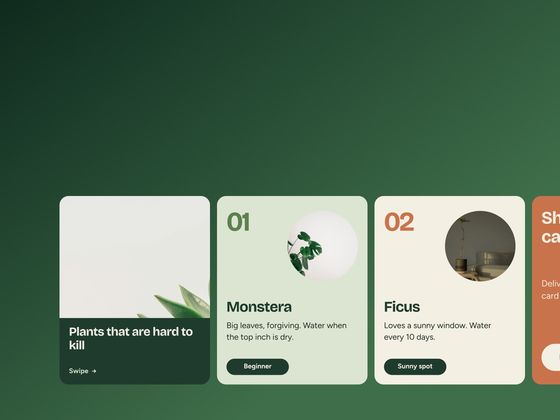 Plants that are hard to
kill
Swipe →
01
Monstera
Big leaves, forgiving. Water when
the top inch is dry.
Beginner
02
Ficus
Loves a sunny window. Water
every 10 days.
Sunny spot
card